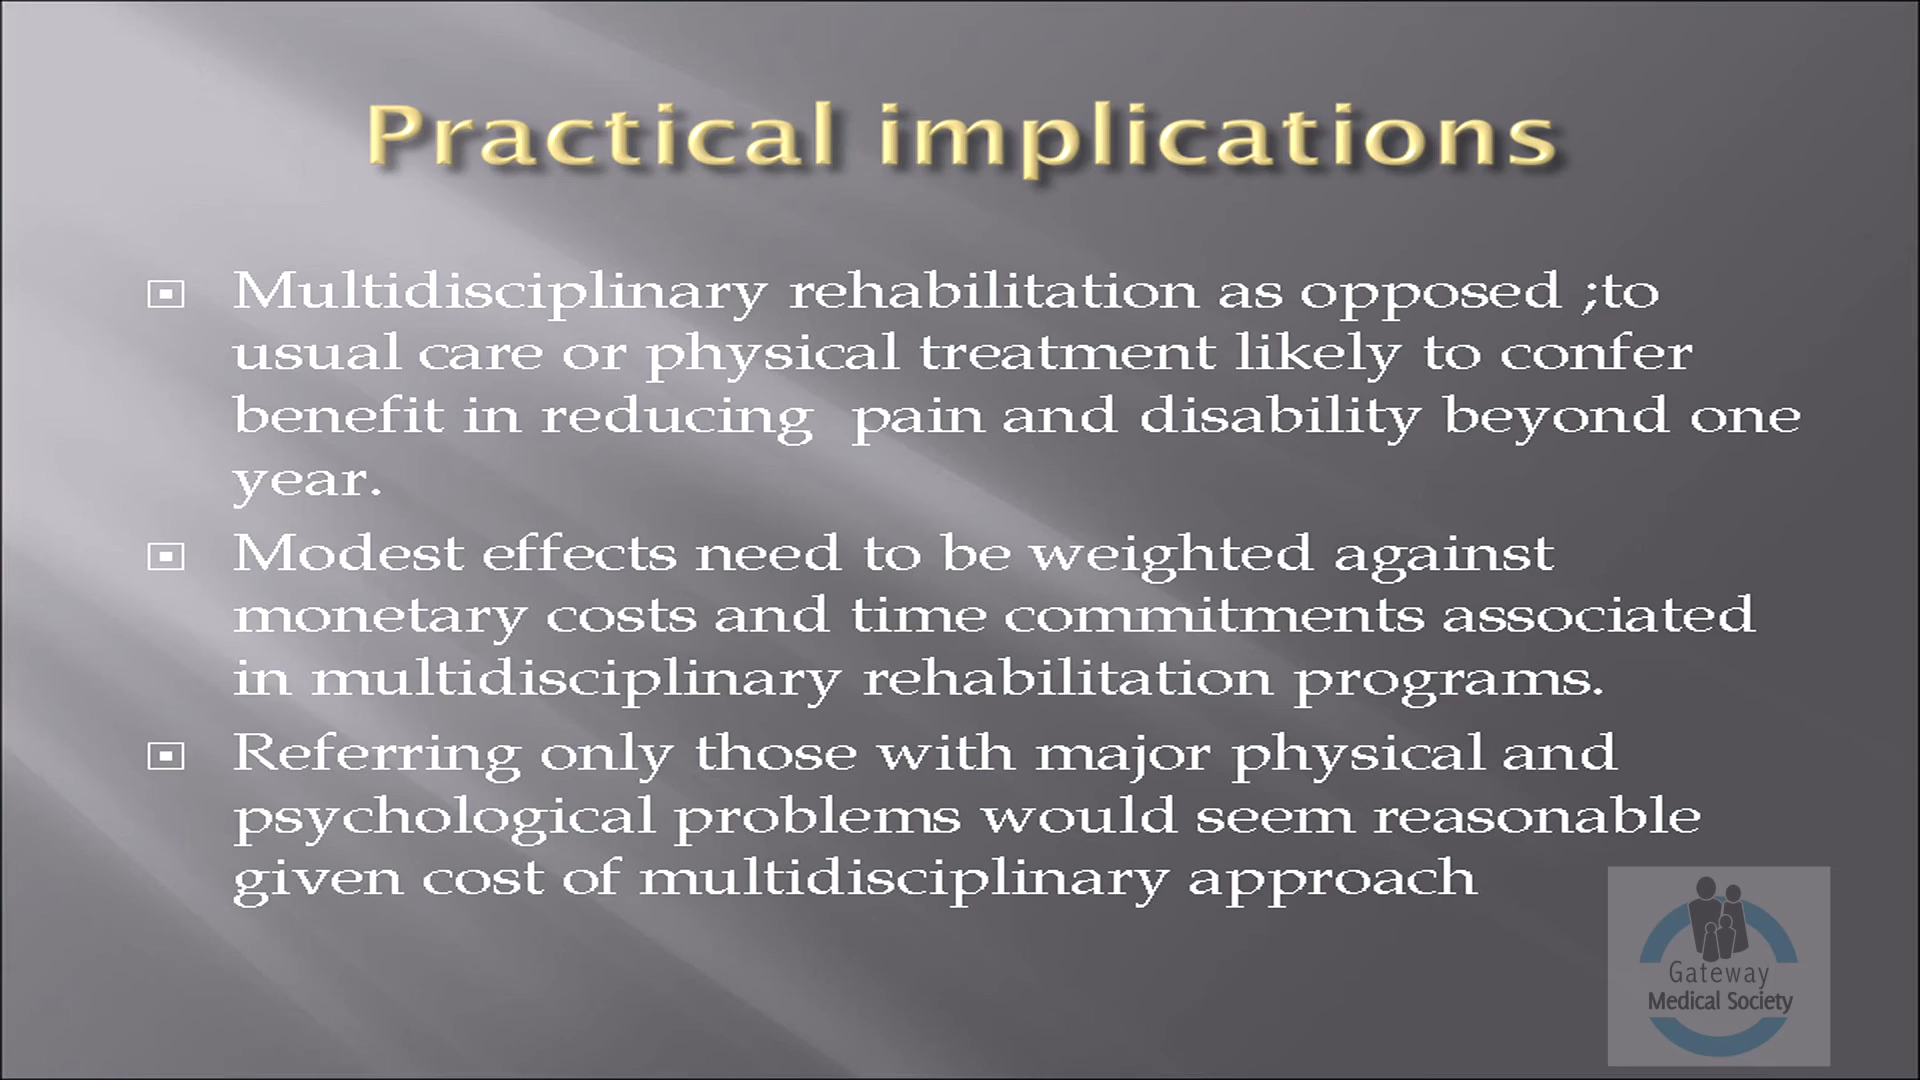 Practical implications
Multidisciplinary rehabilitation as opposed ;to
usual care or physical treatment likely to confer
benefit in reducing  pain and disability beyond one
year.
Modest effects need to be weighted against
monetary costs and time commitments associated
in multidisciplinary rehabilitation programs.
Referring only those with major physical and
psychological problems would seem reasonable
given cost of multidisciplinary approach
Gateway
Medical Society